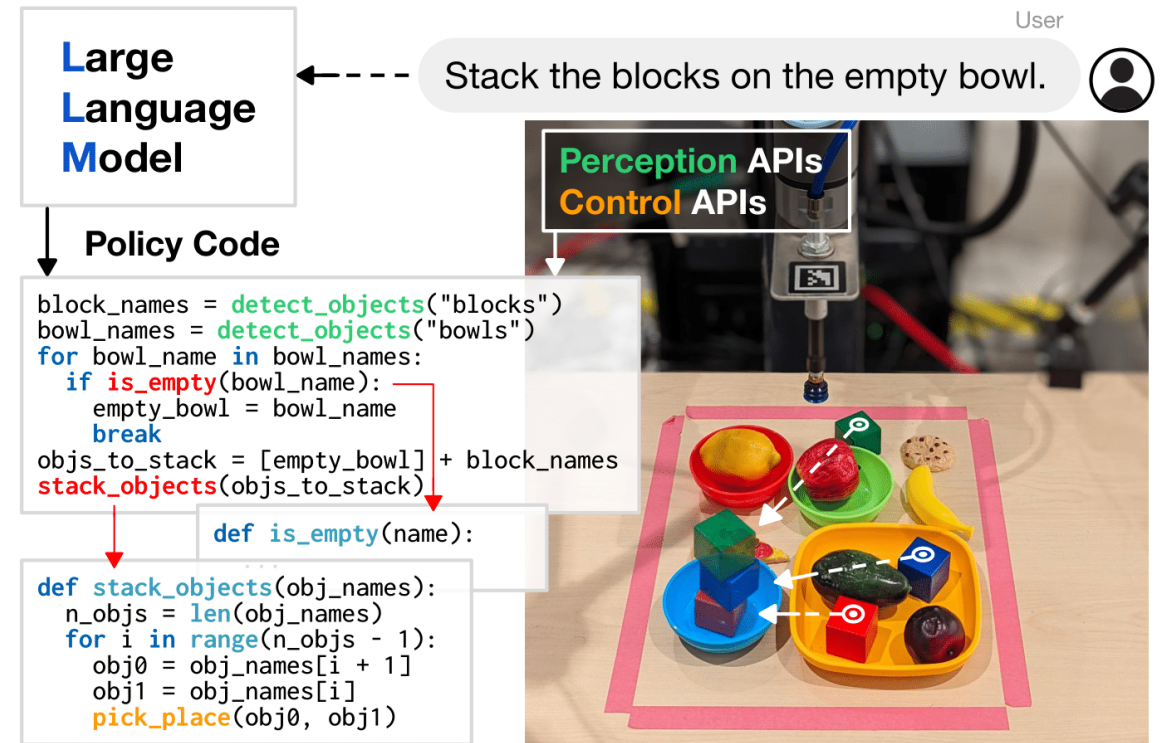 User
Large
Language
Model
Stack the blocks on the empty bowl.
Perception APIs
Control APIs
Policy Code
block_names = detect_objects("blocks")
bowl_names = detect_objects("bowls")
for bowl_name in bowl_names:
  if is_empty(bowl_name):
    empty_bowl = bowl_name
    break
objs_to_stack = [empty_bowl] + block_names
stack_objects(objs_to_stack)
def is_empty(name):
...
def stack_objects(obj_names):
  n_objs = len(obj_names)
  for i in range(n_objs - 1):
    obj0 = obj_names[i + 1]
    obj1 = obj_names[i]
    pick_place(obj0, obj1)